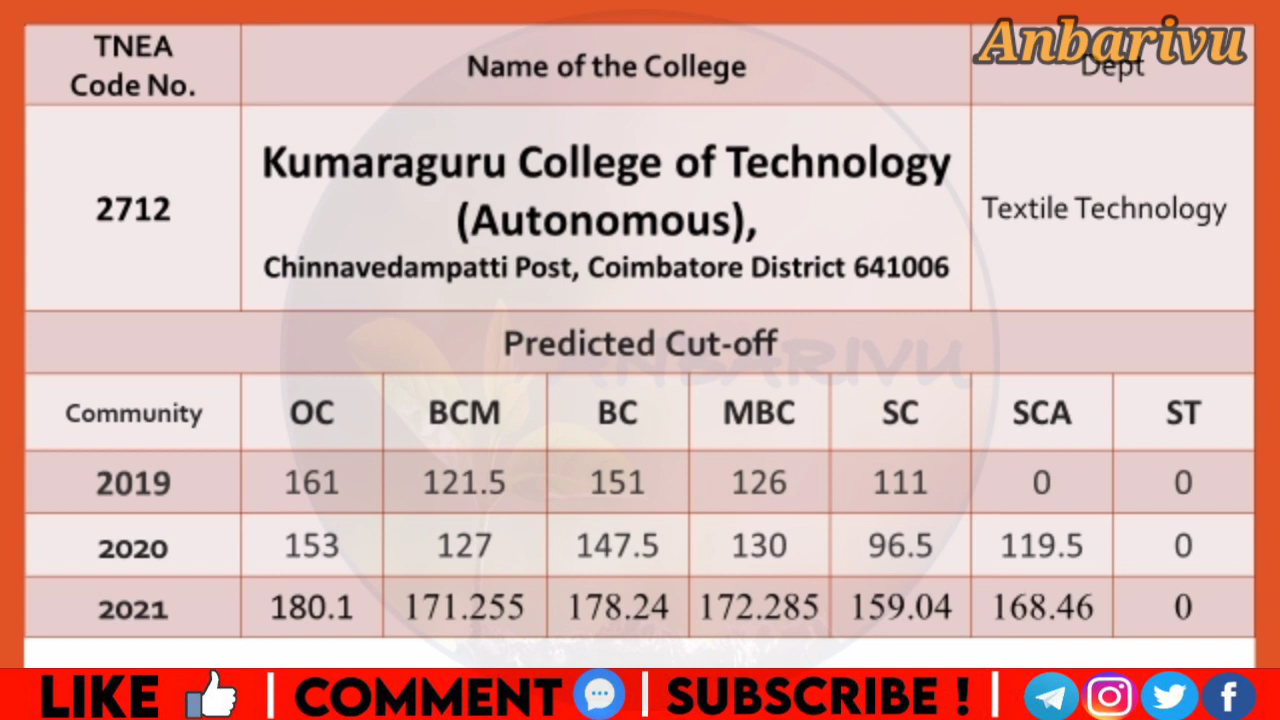 Anbarivu
TNEA
Code No.
Name of the College
Dept
2712
Kumaraguru College of Technology
(Autonomous),
Chinnavedampatti Post, Coimbatore District 641006
Textile Technology
Predicted Cut-off
ANBARIVU
Community OC BCM BC MBC SC SCA ST
2019 161 121.5 151 126 111 0 0
2020 153 127 147.5 130 96.5 119.5 0
2021 180.1 171.255 178.24 172.285 159.04 168.46 0
LIKE | COMMENT | SUBSCRIBE ! |